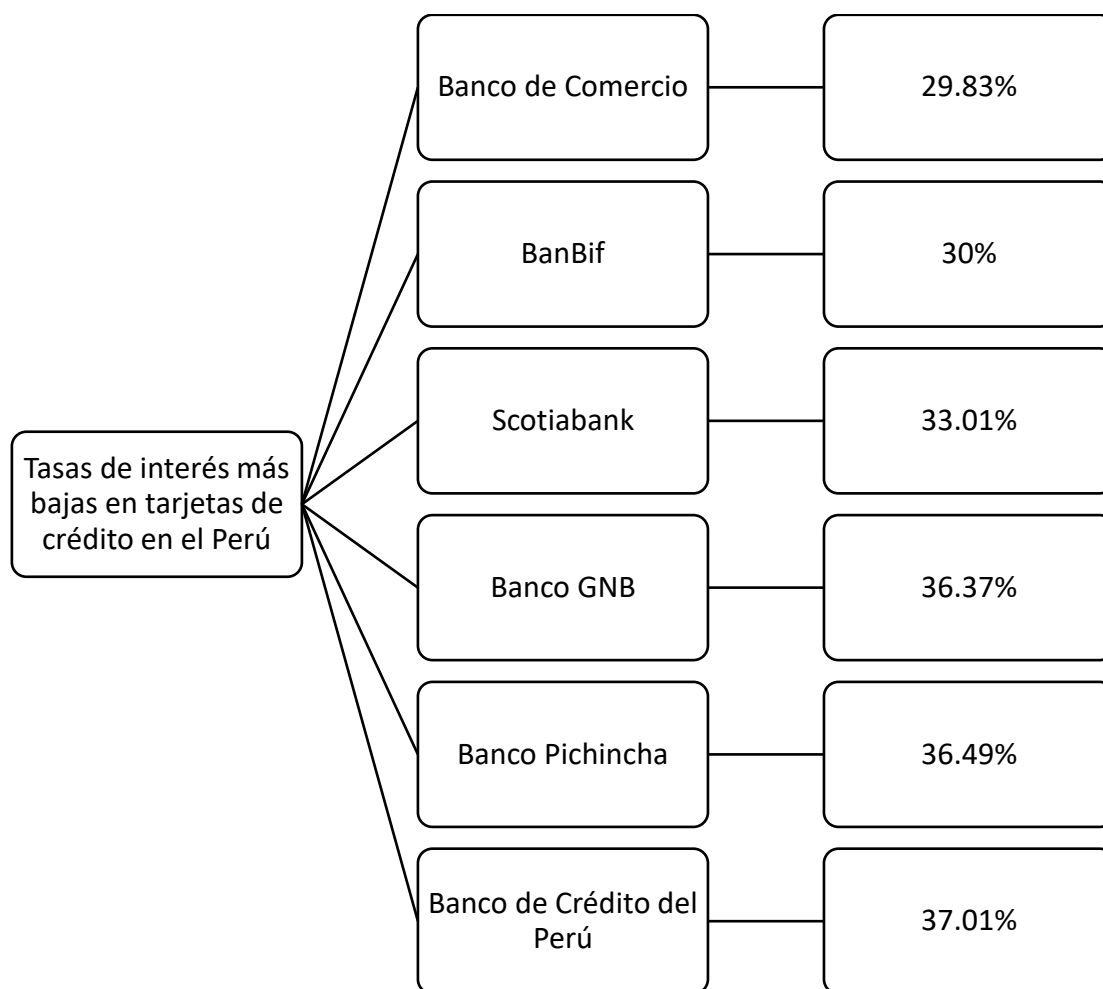 Tasas de interés más
bajas en tarjetas de
crédito en el Perú
Banco de Comercio
29.83%
BanBif
30%
Scotiabank
33.01%
Banco GNB
36.37%
Banco Pichincha
36.49%
Banco de Crédito del
Perú
37.01%